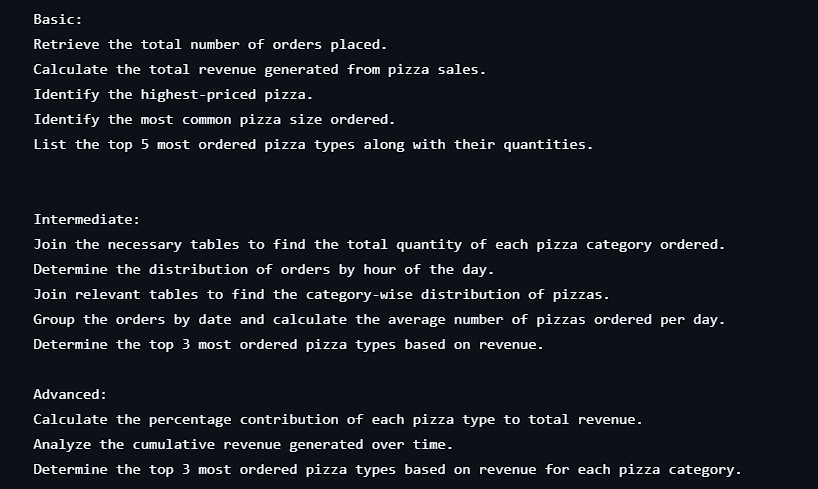 Basic:
Retrieve the total number of orders placed.
Calculate the total revenue generated from pizza sales.
Identify the highest-priced pizza.
Identify the most common pizza size ordered.
List the top 5 most ordered pizza types along with their quantities.
Intermediate:
Join the necessary tables to find the total quantity of each pizza category ordered.
Determine the distribution of orders by hour of the day.
Join relevant tables to find the category-wise distribution of pizzas.
Group the orders by date and calculate the average number of pizzas ordered per day.
Determine the top 3 most ordered pizza types based on revenue.
Advanced:
Calculate the percentage contribution of each pizza type to total revenue.
Analyze the cumulative revenue generated over time.
Determine the top 3 most ordered pizza types based on revenue for each pizza category.